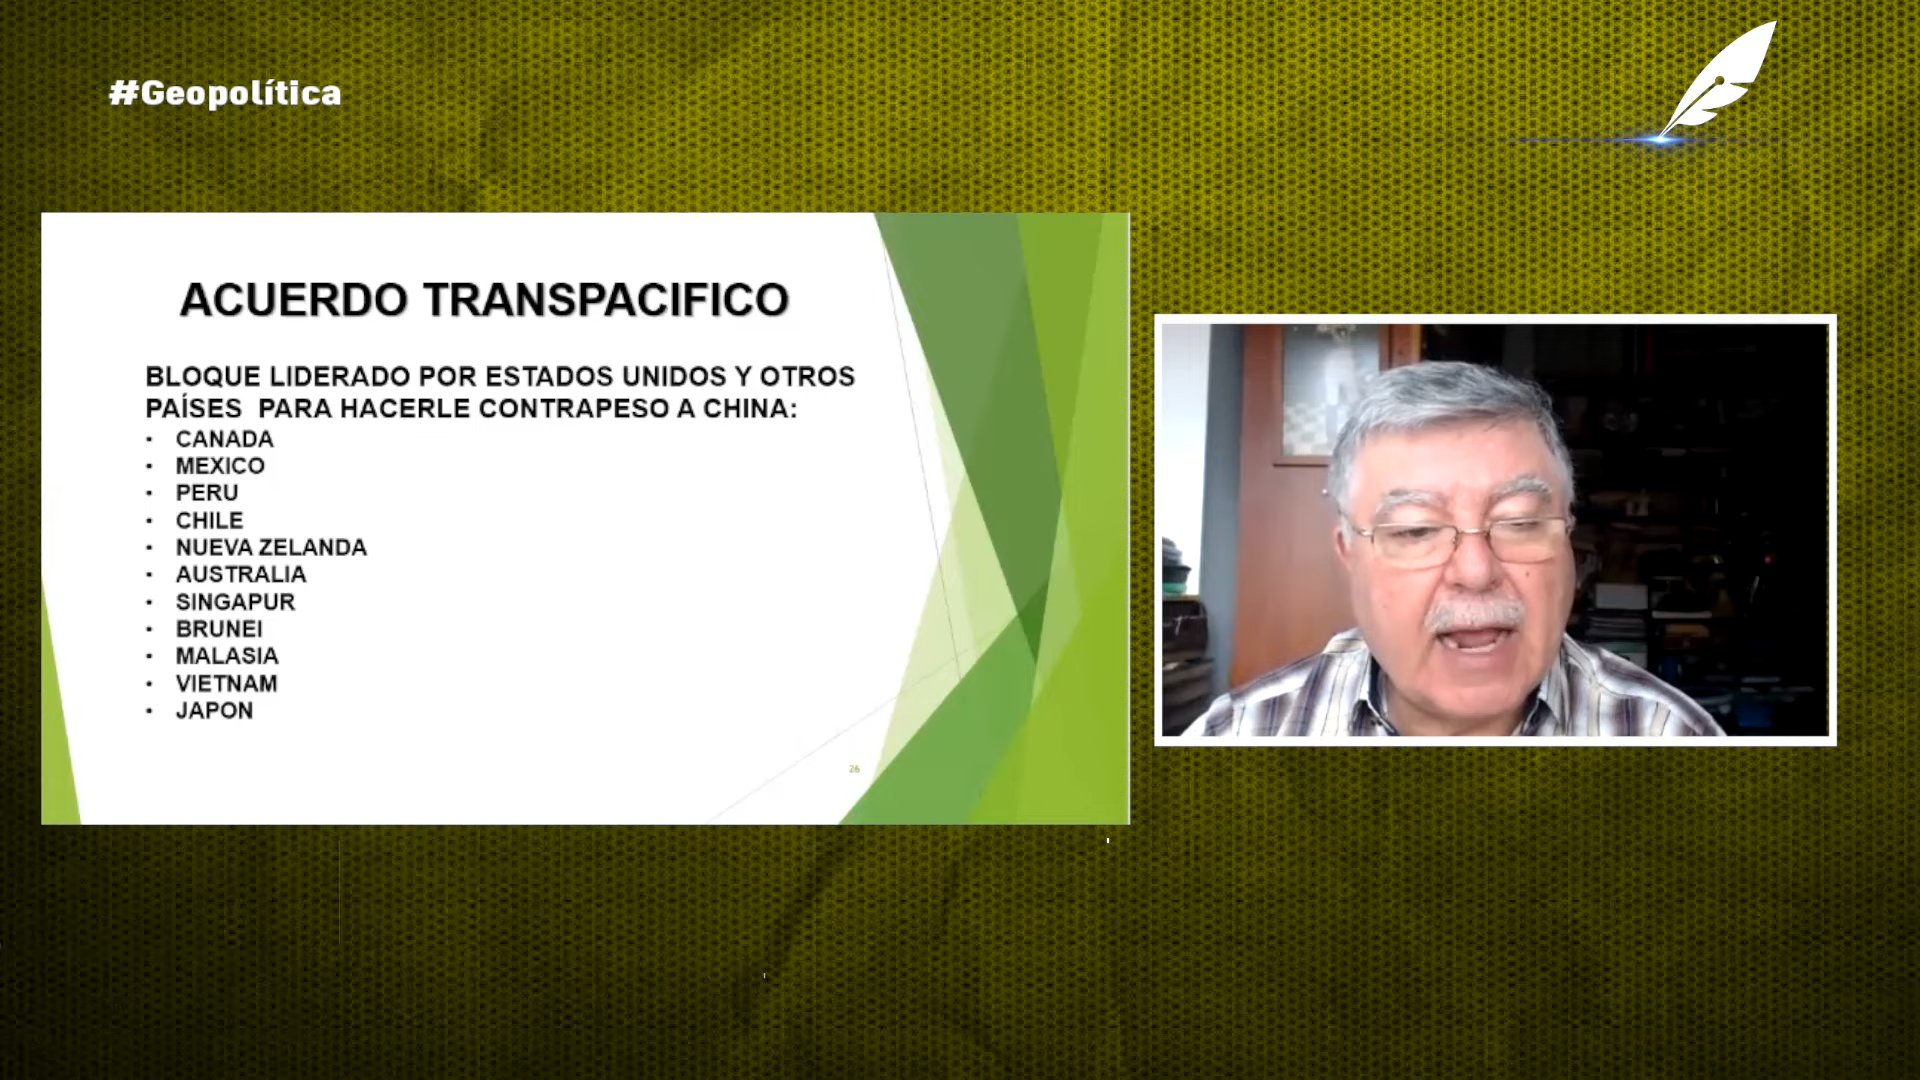 #Geopolítica
ACUERDO TRANSPACIFICO
BLOQUE LIDERADO POR ESTADOS UNIDOS Y OTROS
PAÍSES PARA HACERLE CONTRAPESO A CHINA:
• CANADA
• MEXICO
• PERU
• CHILE
• NUEVA ZELANDA
• AUSTRALIA
• SINGAPUR
• BRUNEI
• MALASIA
• VIETNAM
• JAPON
26